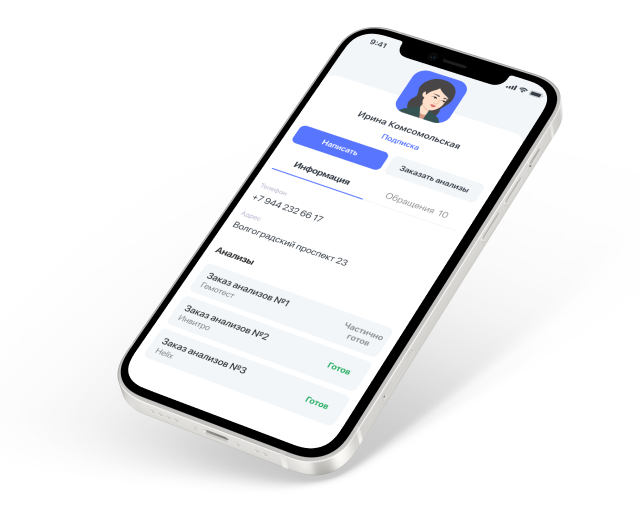 9:41
Ирина Комсомольская
Подписка
Написать
Заказать анализы
Информация
Обращения 10
Телефон
+7 944 232 66 17
Адрес
Волгоградский проспект 23
Анализы
Заказ анализов №1
Гемотест
Частично
готов
Заказ анализов №2
Инвитро
Готов
Заказ анализов №3
Helix
Готов